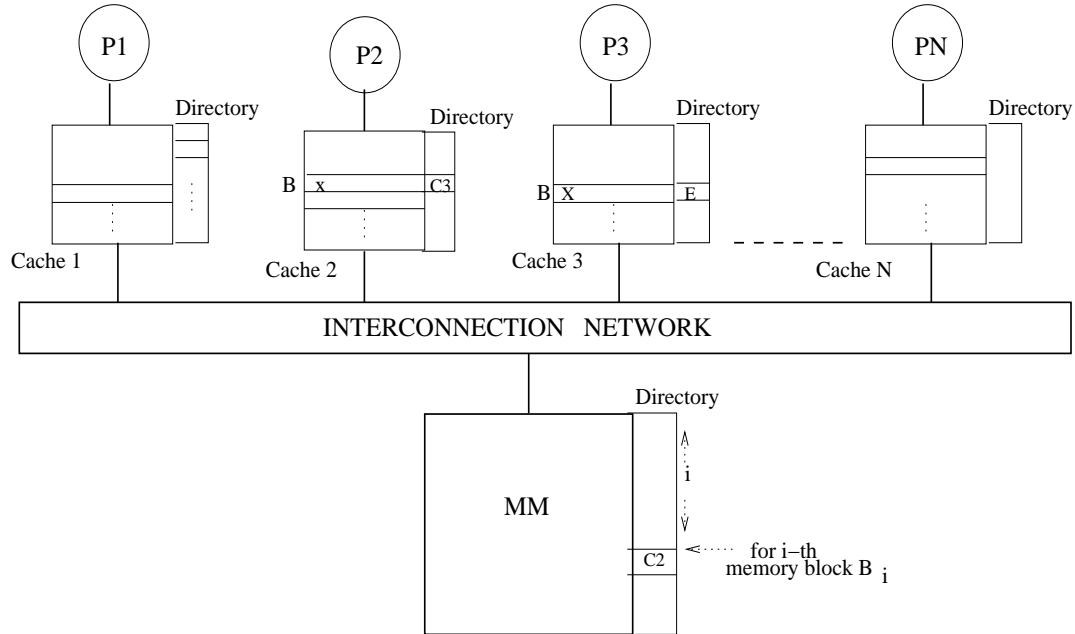 P1
P2
P3
PN
Directory
Directory
Directory
Directory
B
x
C3
B
X
E
Cache 1
Cache 2
Cache 3
Cache N
INTERCONNECTION NETWORK
Directory
i
MM
C2
for i−th
memory block B i